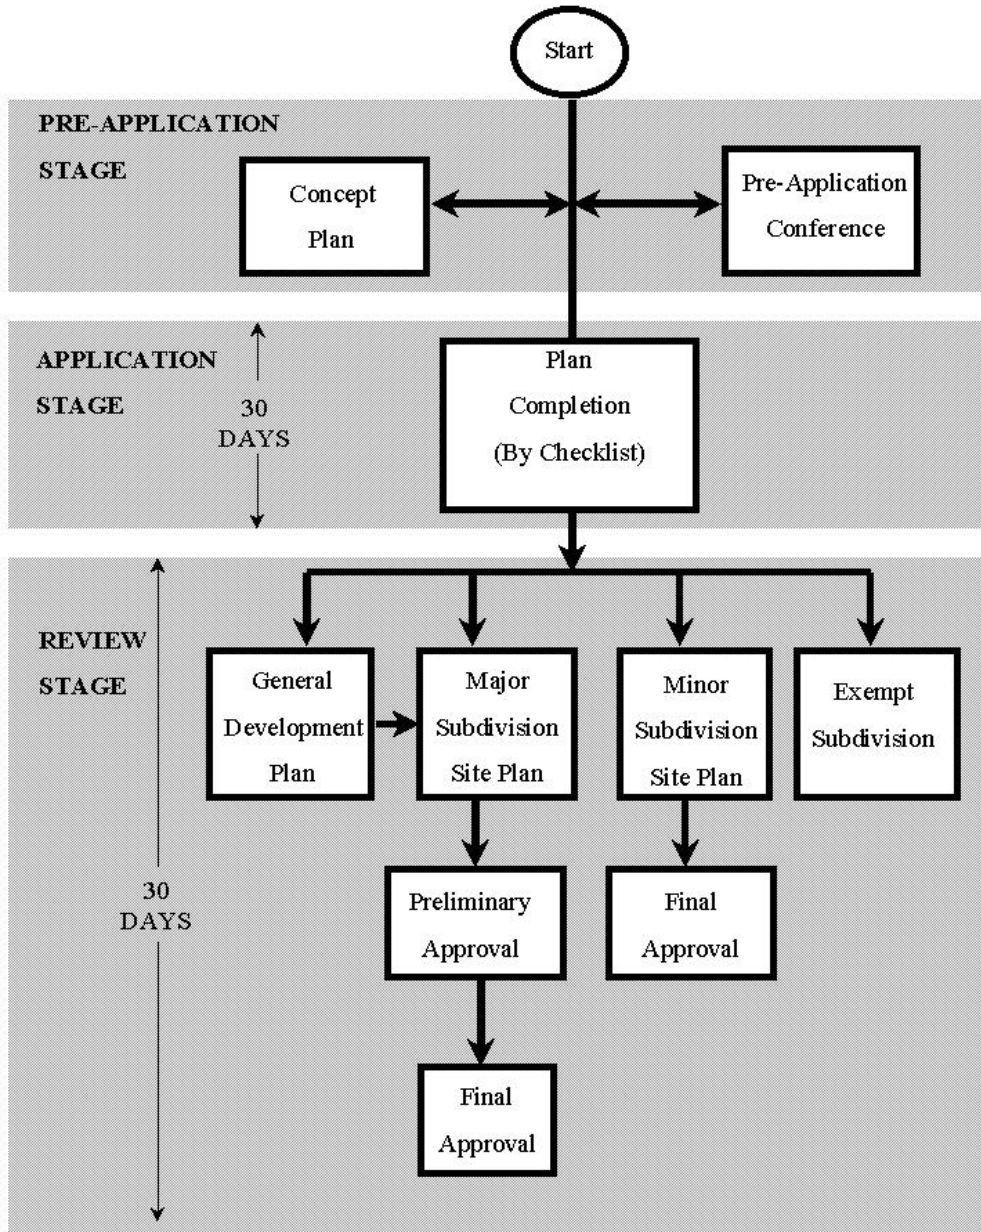 Start
PRE-APPLICATION
STAGE
Concept
Plan
Pre-Application
Conference
APPLICATION
STAGE
30
DAYS
Plan
Completion
(By Checklist)
REVIEW
STAGE
30
DAYS
General
Development
Plan
Major
Subdivision
Site Plan
Minor
Subdivision
Site Plan
Exempt
Subdivision
Preliminary
Approval
Final
Approval
Final
Approval